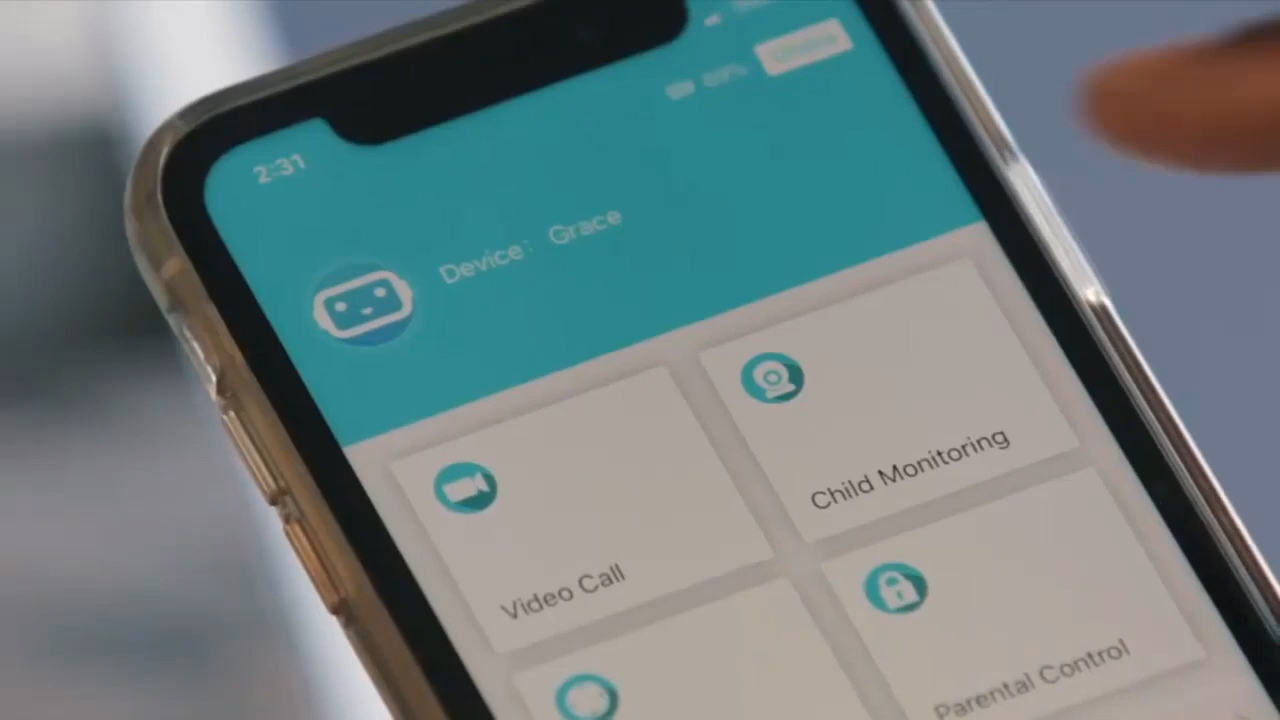 2:31
Device: Grace
Video Call
Child Monitoring
Parental Control